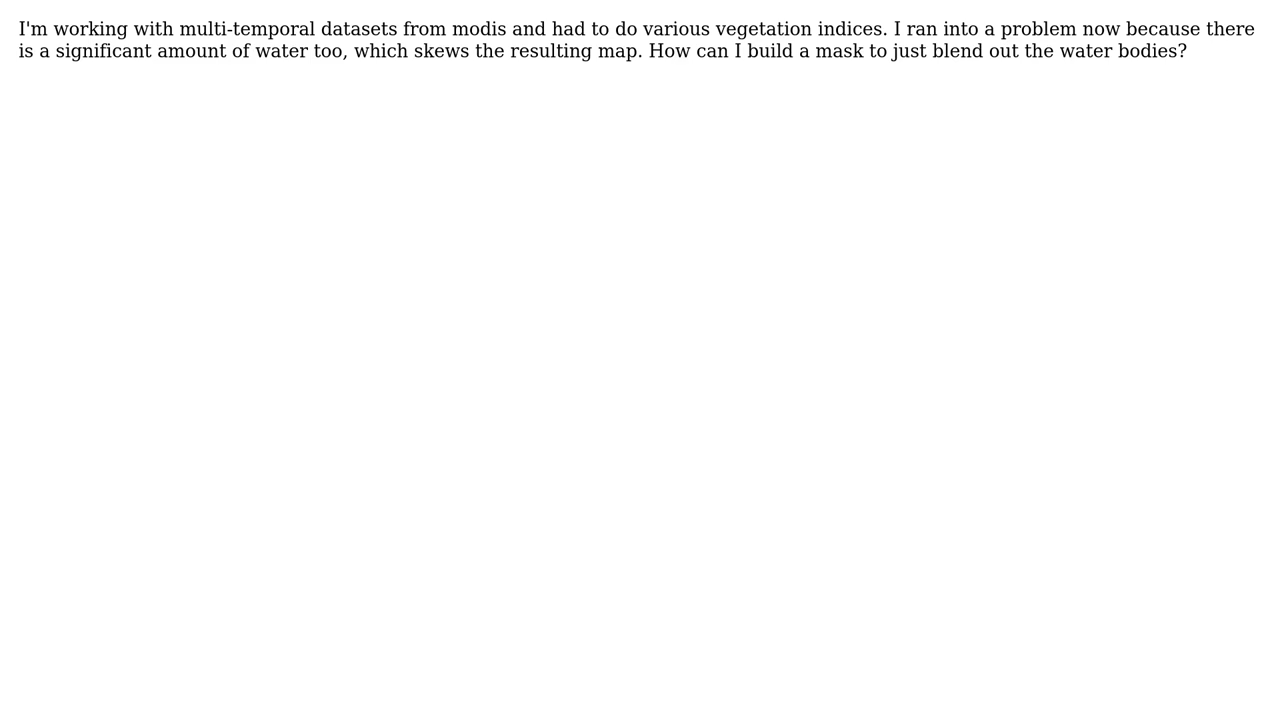 I'm working with multi-temporal datasets from modis and had to do various vegetation indices. I ran into a problem now because there
is a significant amount of water too, which skews the resulting map. How can I build a mask to just blend out the water bodies?